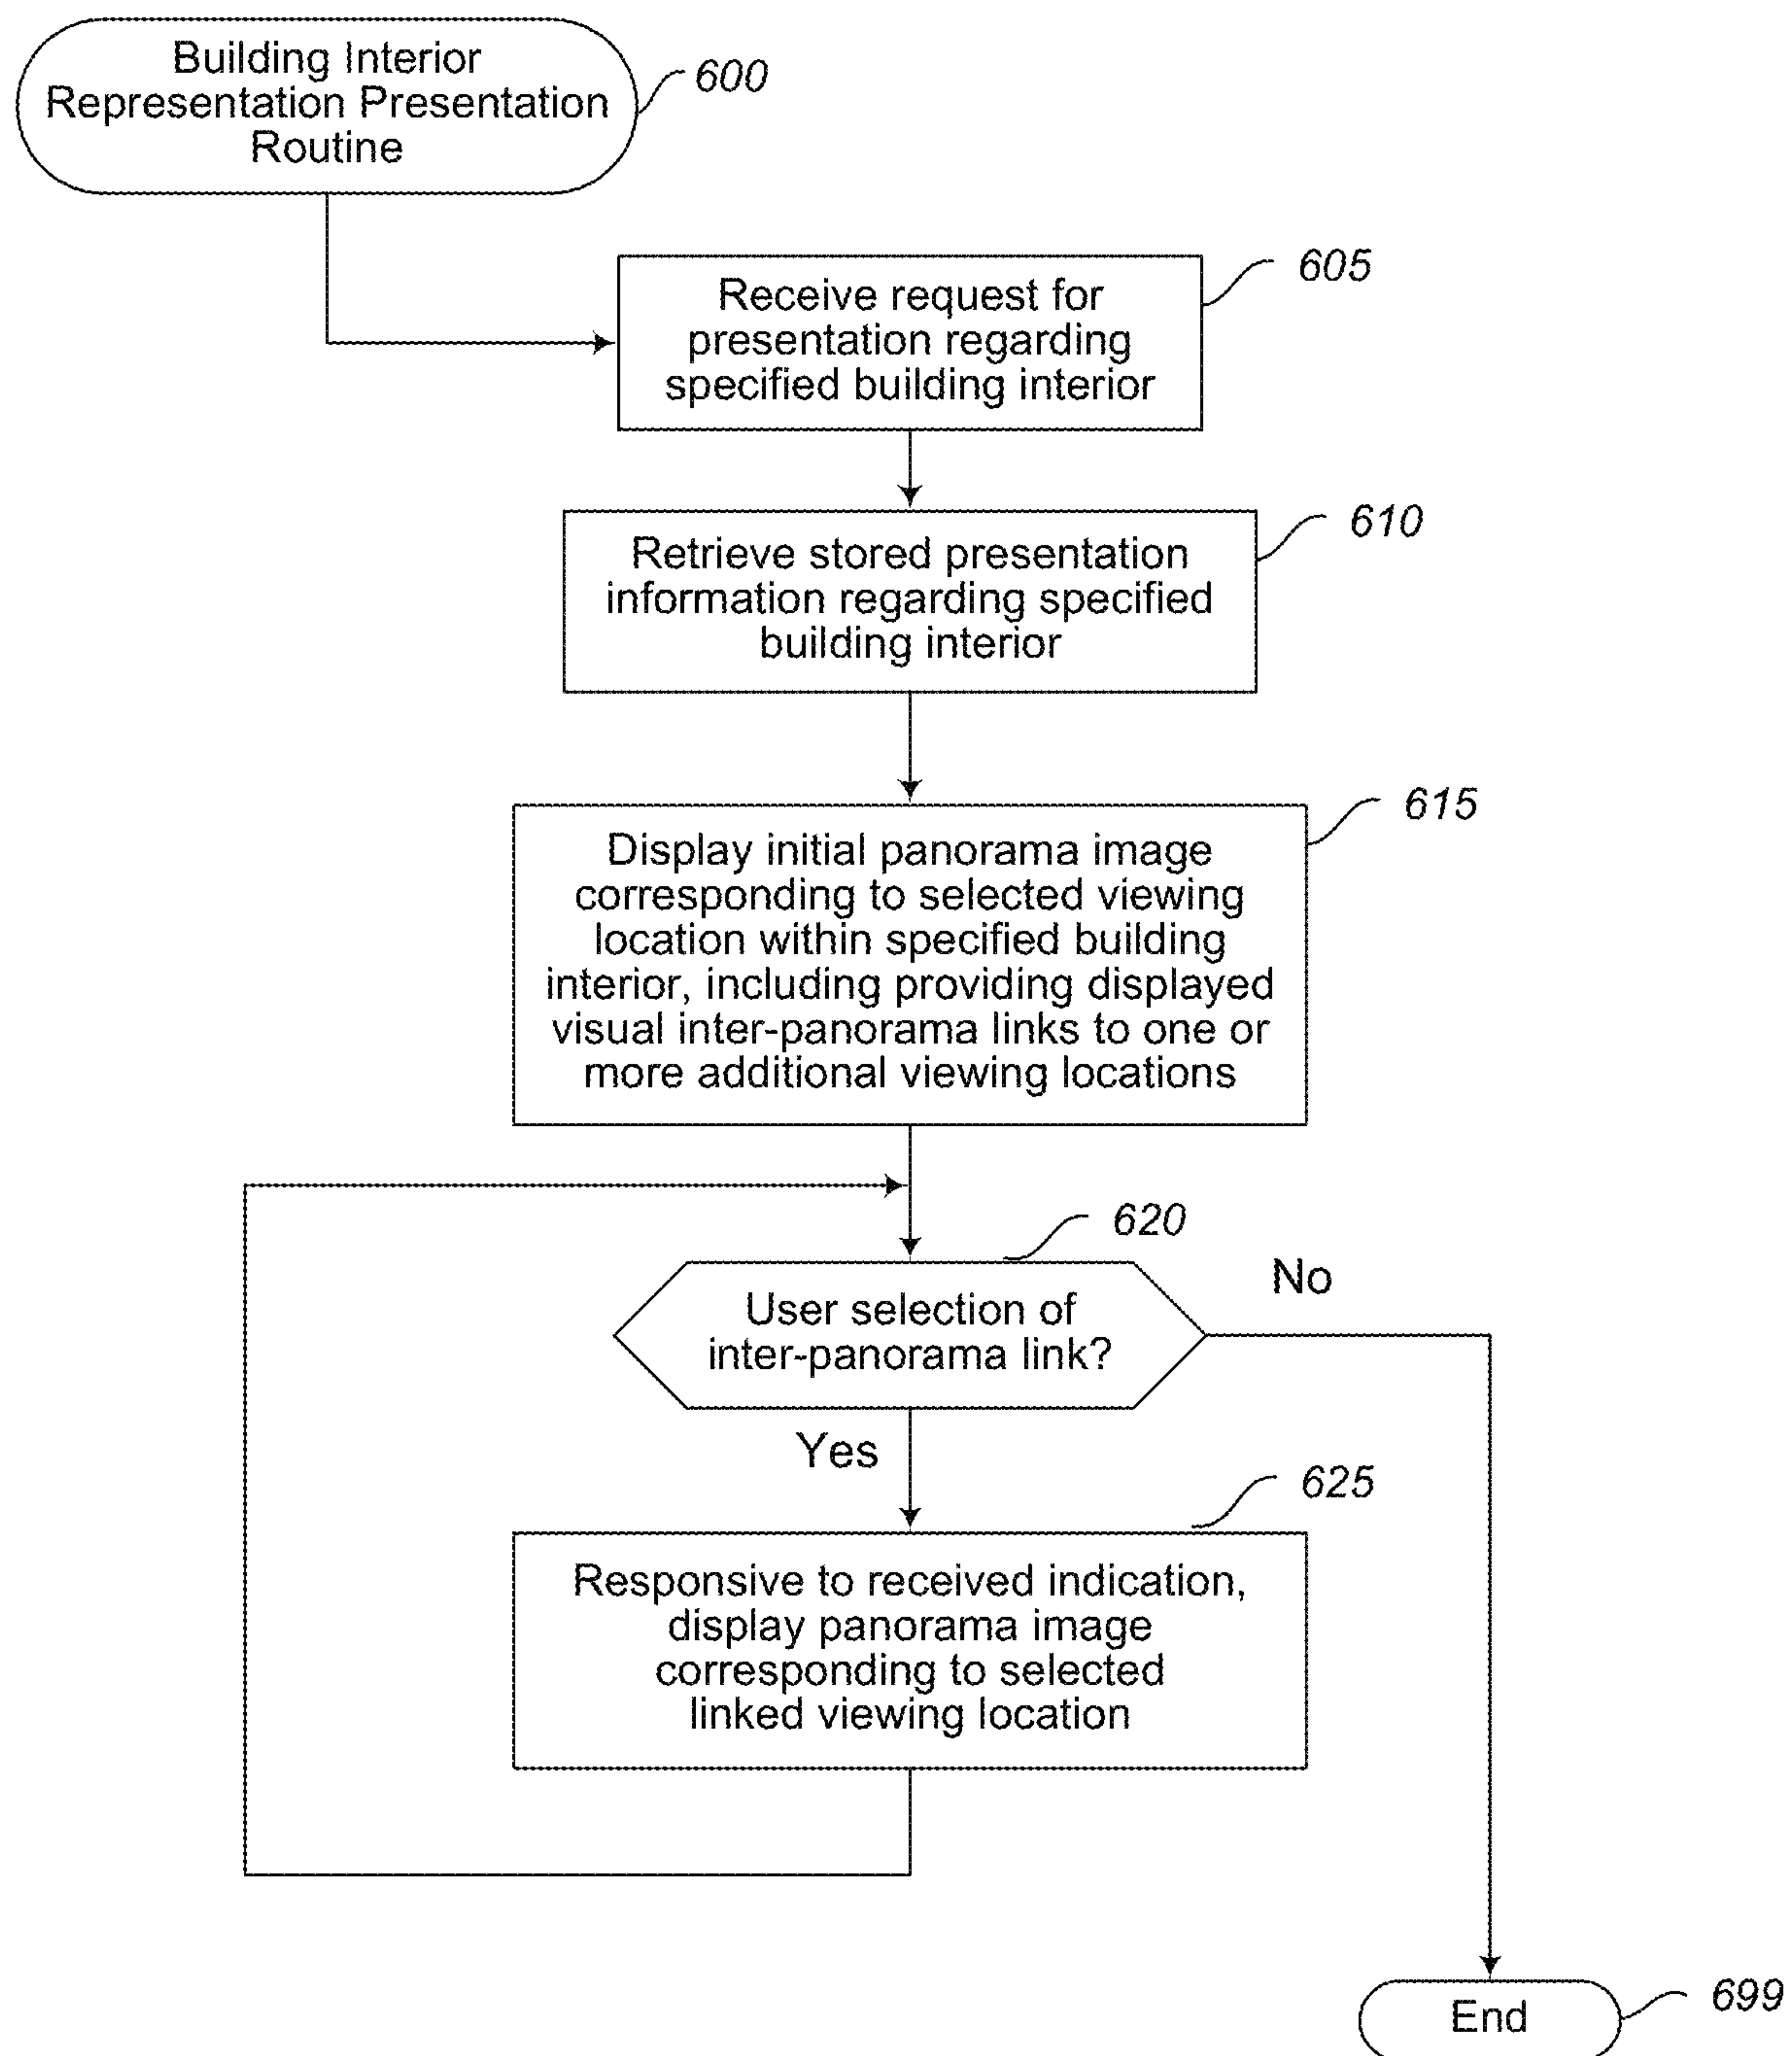 Building Interior
Representation Presentation
Routine
600
605
Receive request for
presentation regarding
specified building interior
610
Retrieve stored presentation
information regarding specified
building interior
615
Display initial panorama image
corresponding to selected viewing
location within specified building
interior, including providing displayed
visual inter-panorama links to one or
more additional viewing locations
620
No
User selection of
inter-panorama link?
Yes
625
Responsive to received indication,
display panorama image
corresponding to selected
linked viewing location
699
End